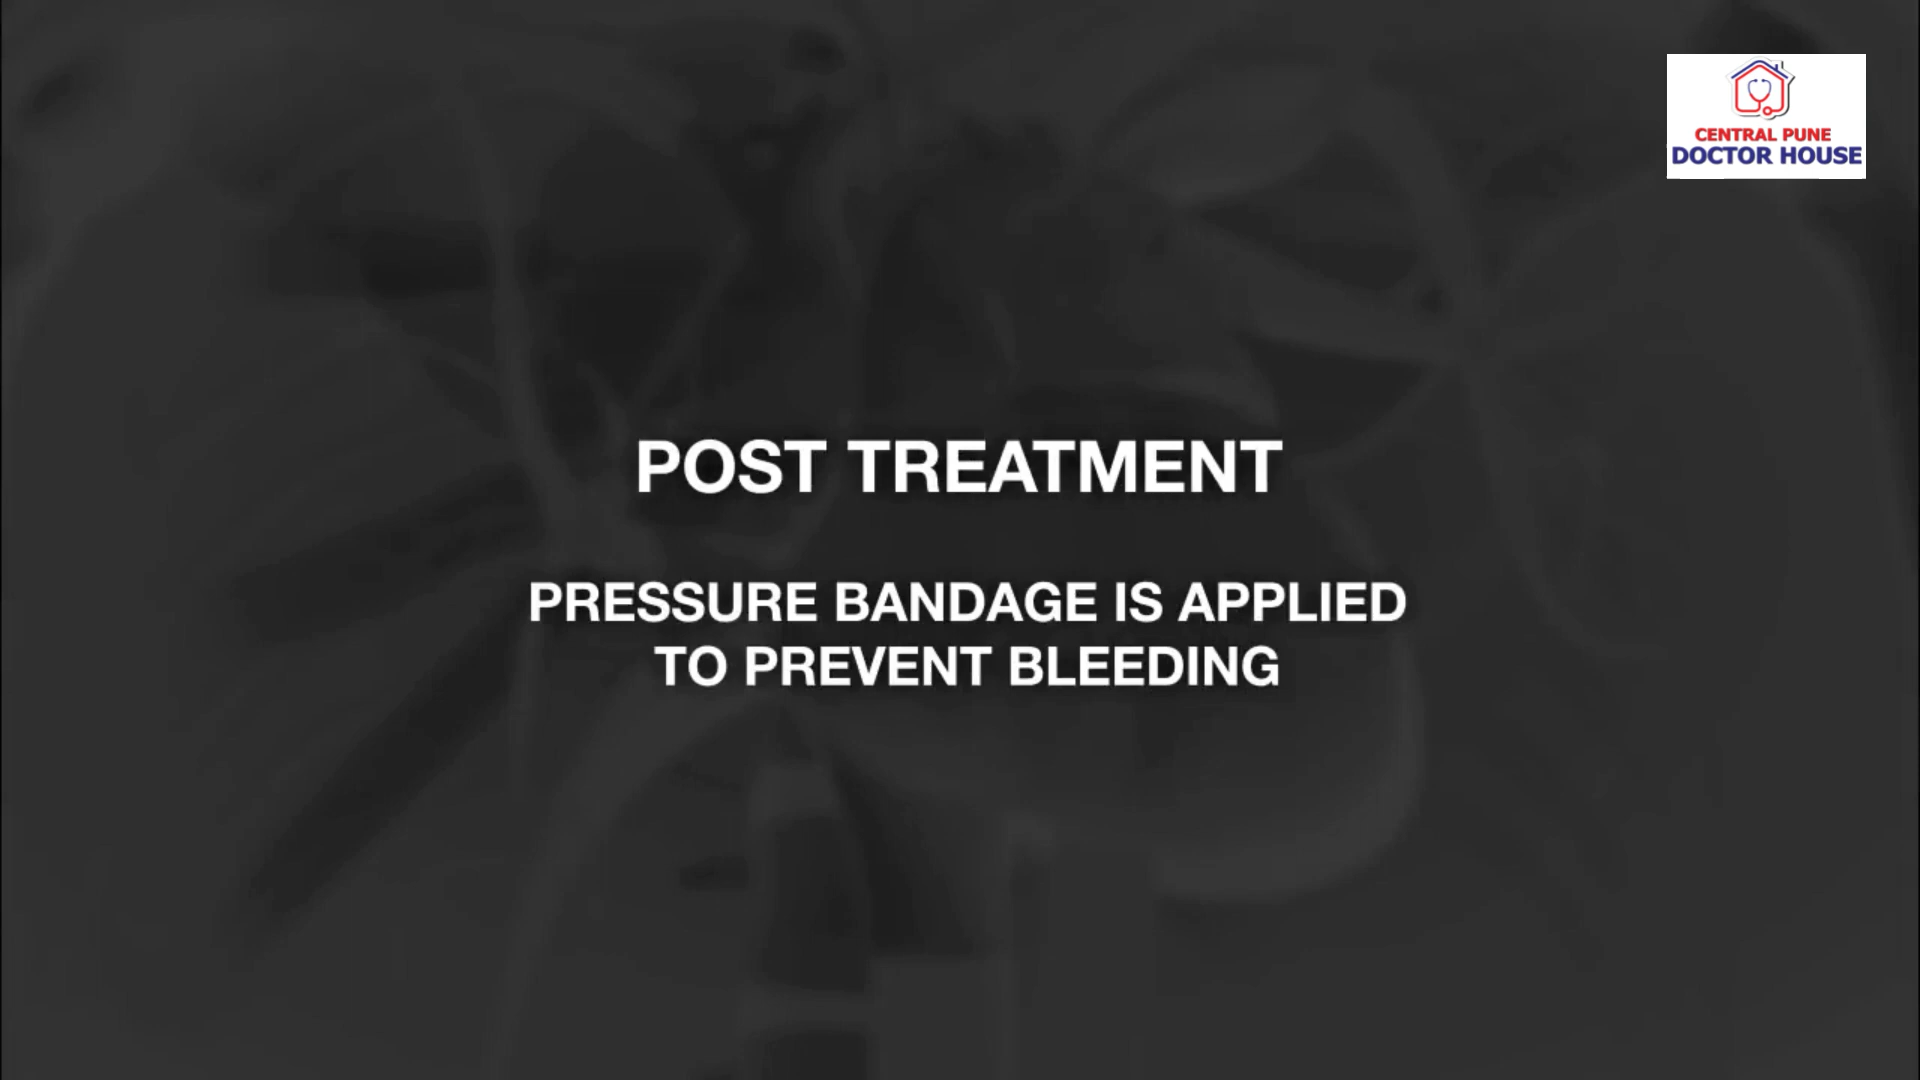 CENTRAL PUNE
DOCTOR HOUSE
POST TREATMENT
PRESSURE BANDAGE IS APPLIED
TO PREVENT BLEEDING